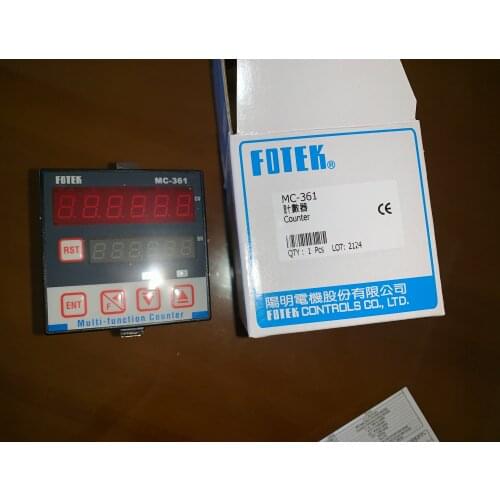 FOTEK MC-361
RST
ENT
Multi-function Counter
FOTEK®
MC-361
計數器
Counter
CE
QTY : 1 Pcs LOT: 2124
陽明電機股份有限公司
FOTEK CONTROLS CO., LTD.